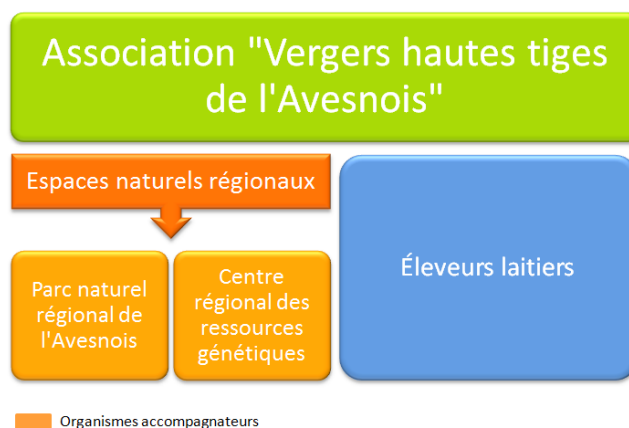 Association "Vergers hautes tiges
de l'Avesnois"
Espaces naturels régionaux
Parc naturel
régional de
l'Avesnois
Centre
régional des
ressources
génétiques
Éleveurs laitiers
Organismes accompagnateurs